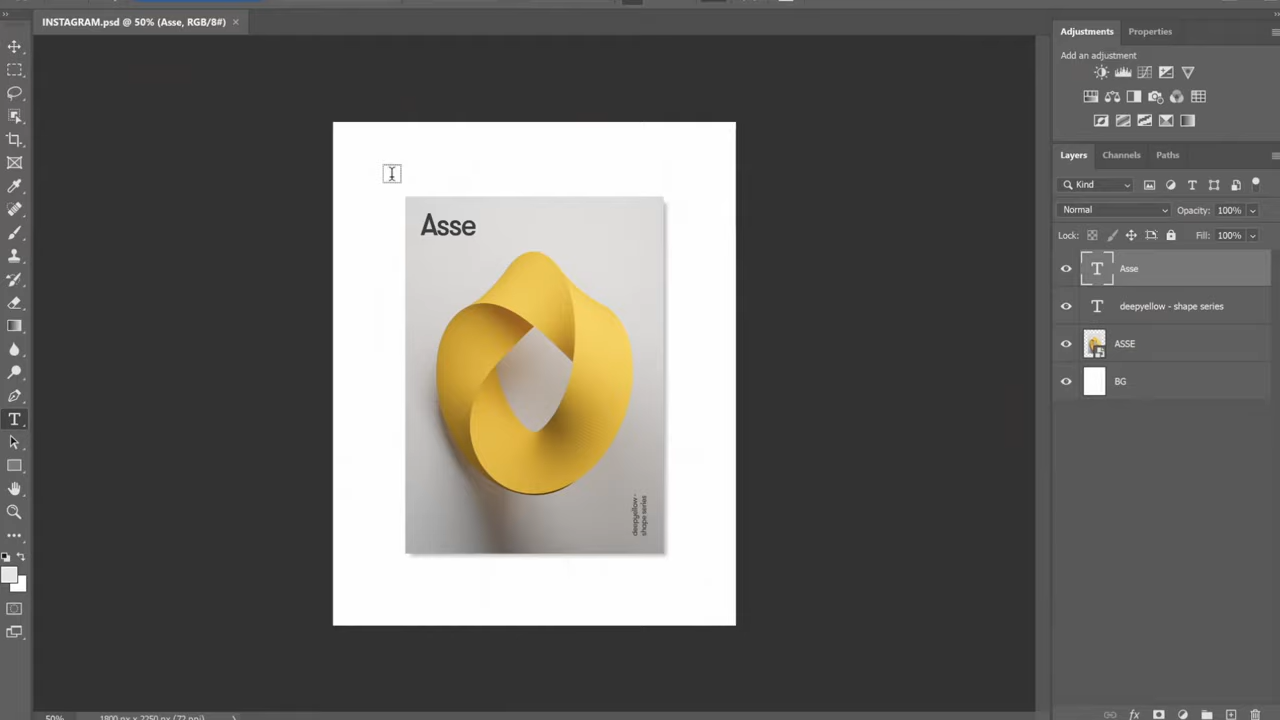 INSTAGRAM.psd @ 50% (Asse, RGB/8#) ×
Adjustments Properties
Add an adjustment
Layers Channels Paths
Kind
Normal Opacity: 100%
Lock: Fill: 100%
Asse
deepyellow - shape series
ASSE
BG
Asse
deepyellow -
shape series
50% 1800 px x 2250 px (72 ppi)